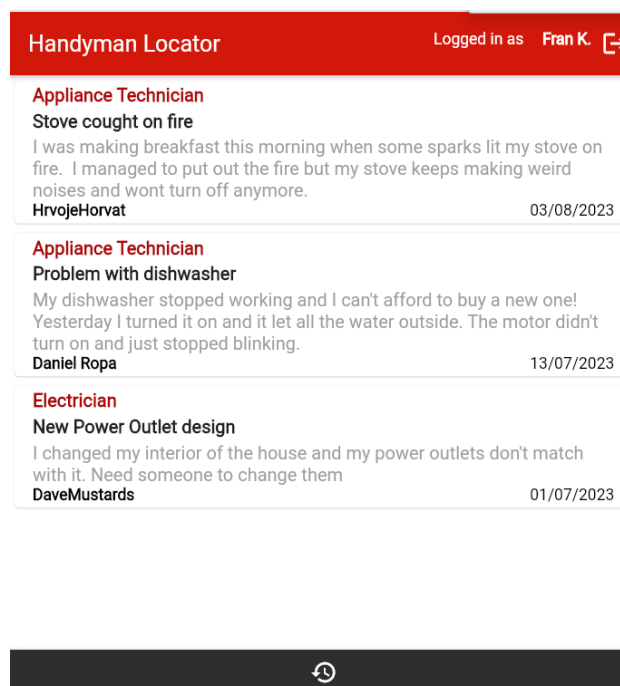 Handyman Locator
Logged in as Fran K.
Appliance Technician
Stove cought on fire
I was making breakfast this morning when some sparks lit my stove on
fire.  I managed to put out the fire but my stove keeps making weird
noises and wont turn off anymore.
HrvojeHorvat 03/08/2023
Appliance Technician
Problem with dishwasher
My dishwasher stopped working and I can't afford to buy a new one!
Yesterday I turned it on and it let all the water outside. The motor didn't
turn on and just stopped blinking.
Daniel Ropa 13/07/2023
Electrician
New Power Outlet design
I changed my interior of the house and my power outlets don't match
with it. Need someone to change them
DaveMustards 01/07/2023